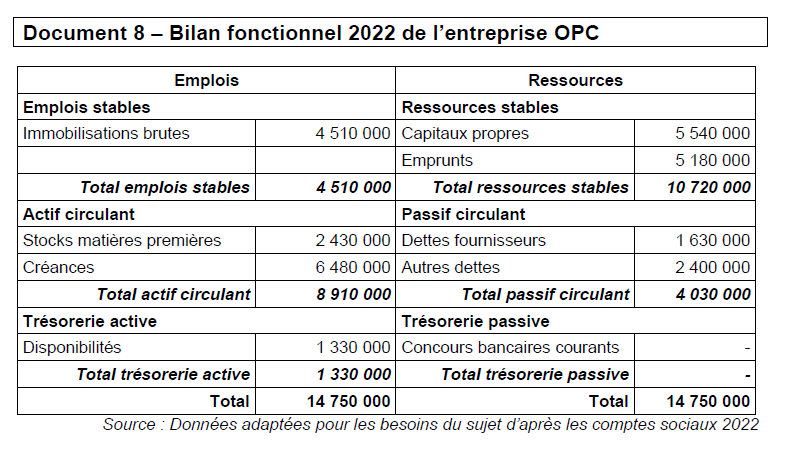 Document 8 – Bilan fonctionnel 2022 de l'entreprise OPC
Emplois Ressources
Emplois stables Ressources stables
Immobilisations brutes 4 510 000 Capitaux propres 5 540 000
Emprunts 5 180 000
Total emplois stables 4 510 000 Total ressources stables 10 720 000
Actif circulant Passif circulant
Stocks matières premières 2 430 000 Dettes fournisseurs 1 630 000
Créances 6 480 000 Autres dettes 2 400 000
Total actif circulant 8 910 000 Total passif circulant 4 030 000
Trésorerie active Trésorerie passive
Disponibilités 1 330 000 Concours bancaires courants -
Total trésorerie active 1 330 000 Total trésorerie passive -
Total 14 750 000 Total 14 750 000
Source : Données adaptées pour les besoins du sujet d'après les comptes sociaux 2022